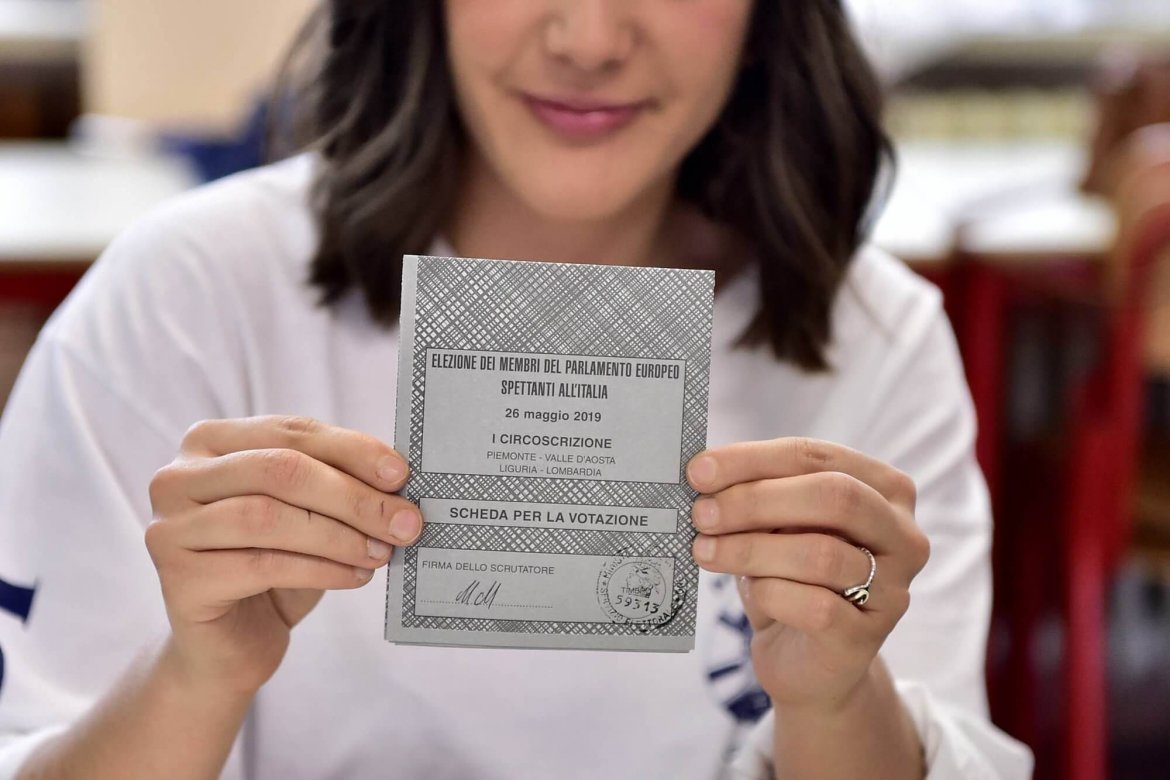 ELEZIONE DEI MEMBRI DEL PARLAMENTO EUROPEO
SPETTANTI ALL'ITALIA
26 maggio 2019
I CIRCOSCRIZIONE
PIEMONTE - VALLE D'AOSTA
LIGURIA - LOMBARDIA
SCHEDA PER LA VOTAZIONE
FIRMA DELLO SCRUTATORE
TIMBRO
59313